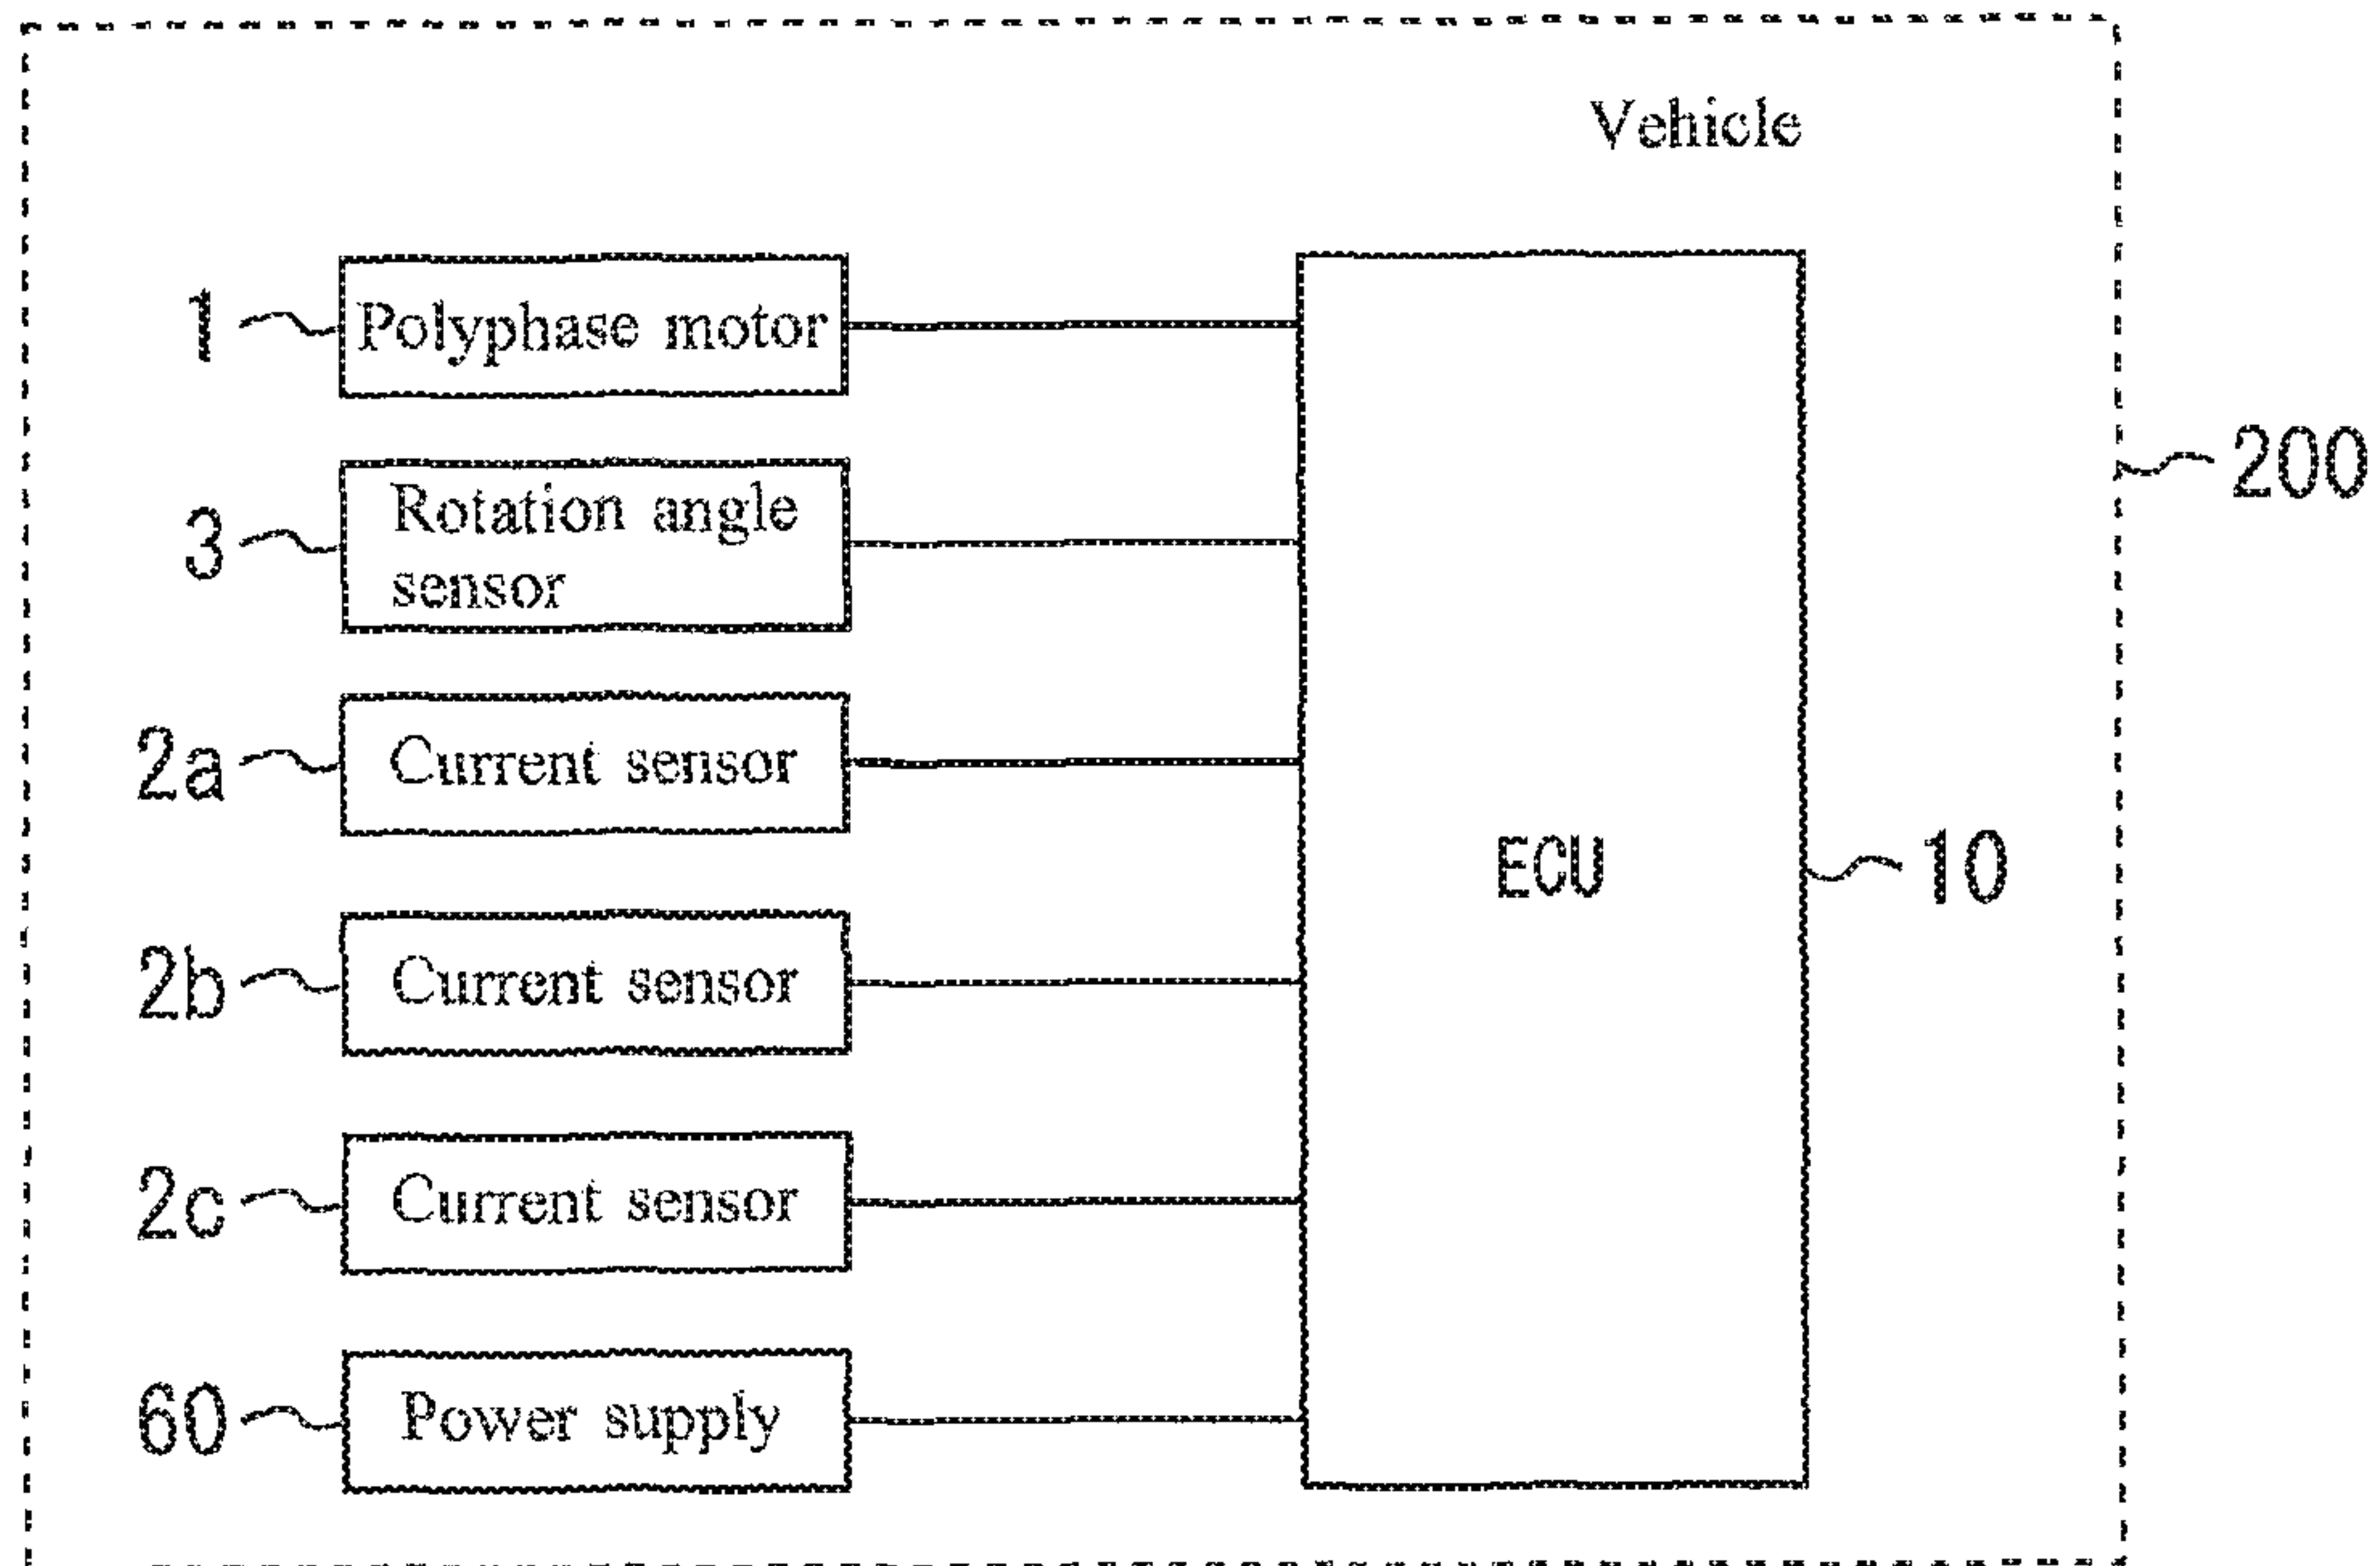 Vehicle
1 Polyphase motor
200
3 Rotation angle
sensor
2a Current sensor
ECU 10
2b Current sensor
2c Current sensor
60 Power supply